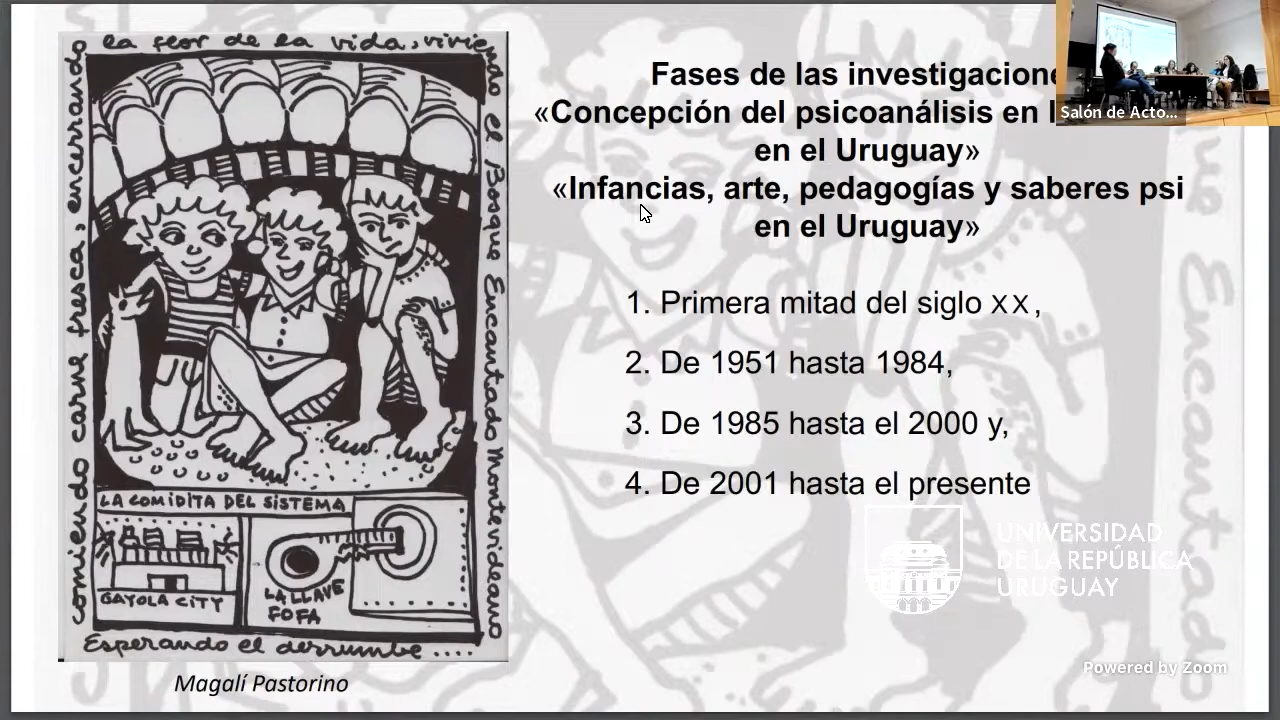 la flor de la vida, viviendo el Bosque Encantado Montevideano
comiendo carne fresca, encerrando
LA COMIDITA DEL SISTEMA
GAYOLA CITY
LA LLAVE
FOFA
Esperando el derrumbe....
Magalí Pastorino
Fases de las investigacione
«Concepción del psicoanálisis en
en el Uruguay»
«Infancias, arte, pedagogías y saberes psi
en el Uruguay»
1. Primera mitad del siglo XX,
2. De 1951 hasta 1984,
3. De 1985 hasta el 2000 y,
4. De 2001 hasta el presente
UNIVERSIDAD
DE LA REPÚBLICA
URUGUAY
Salón de Acto...
Powered by Zoom